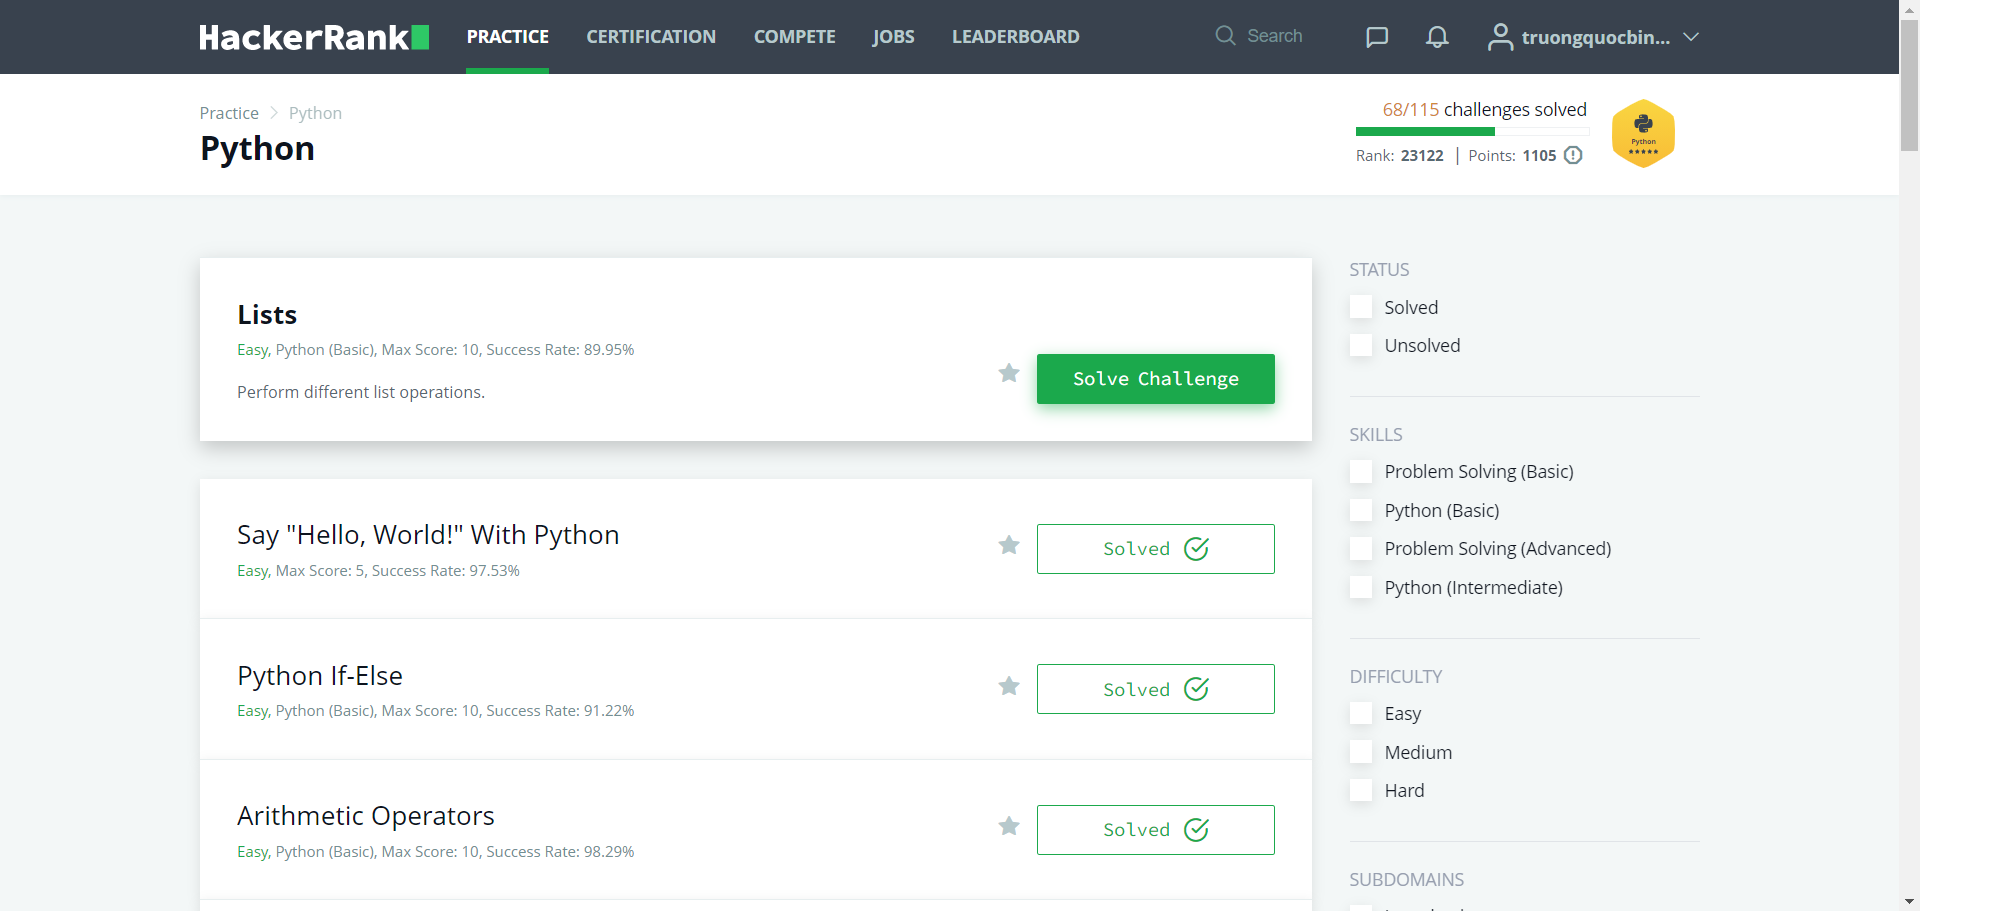 HackerRank PRACTICE CERTIFICATION COMPETE JOBS LEADERBOARD Search truongquocbin...
Practice Python
Python
68/115 challenges solved
Rank: 23122 | Points: 1105
Python
Lists
Easy, Python (Basic), Max Score: 10, Success Rate: 89.95%
Perform different list operations.
Solve Challenge
Say "Hello, World!" With Python
Easy, Max Score: 5, Success Rate: 97.53%
Solved
Python If-Else
Easy, Python (Basic), Max Score: 10, Success Rate: 91.22%
Solved
Arithmetic Operators
Easy, Python (Basic), Max Score: 10, Success Rate: 98.29%
Solved
STATUS
Solved
Unsolved
SKILLS
Problem Solving (Basic)
Python (Basic)
Problem Solving (Advanced)
Python (Intermediate)
DIFFICULTY
Easy
Medium
Hard
SUBDOMAINS